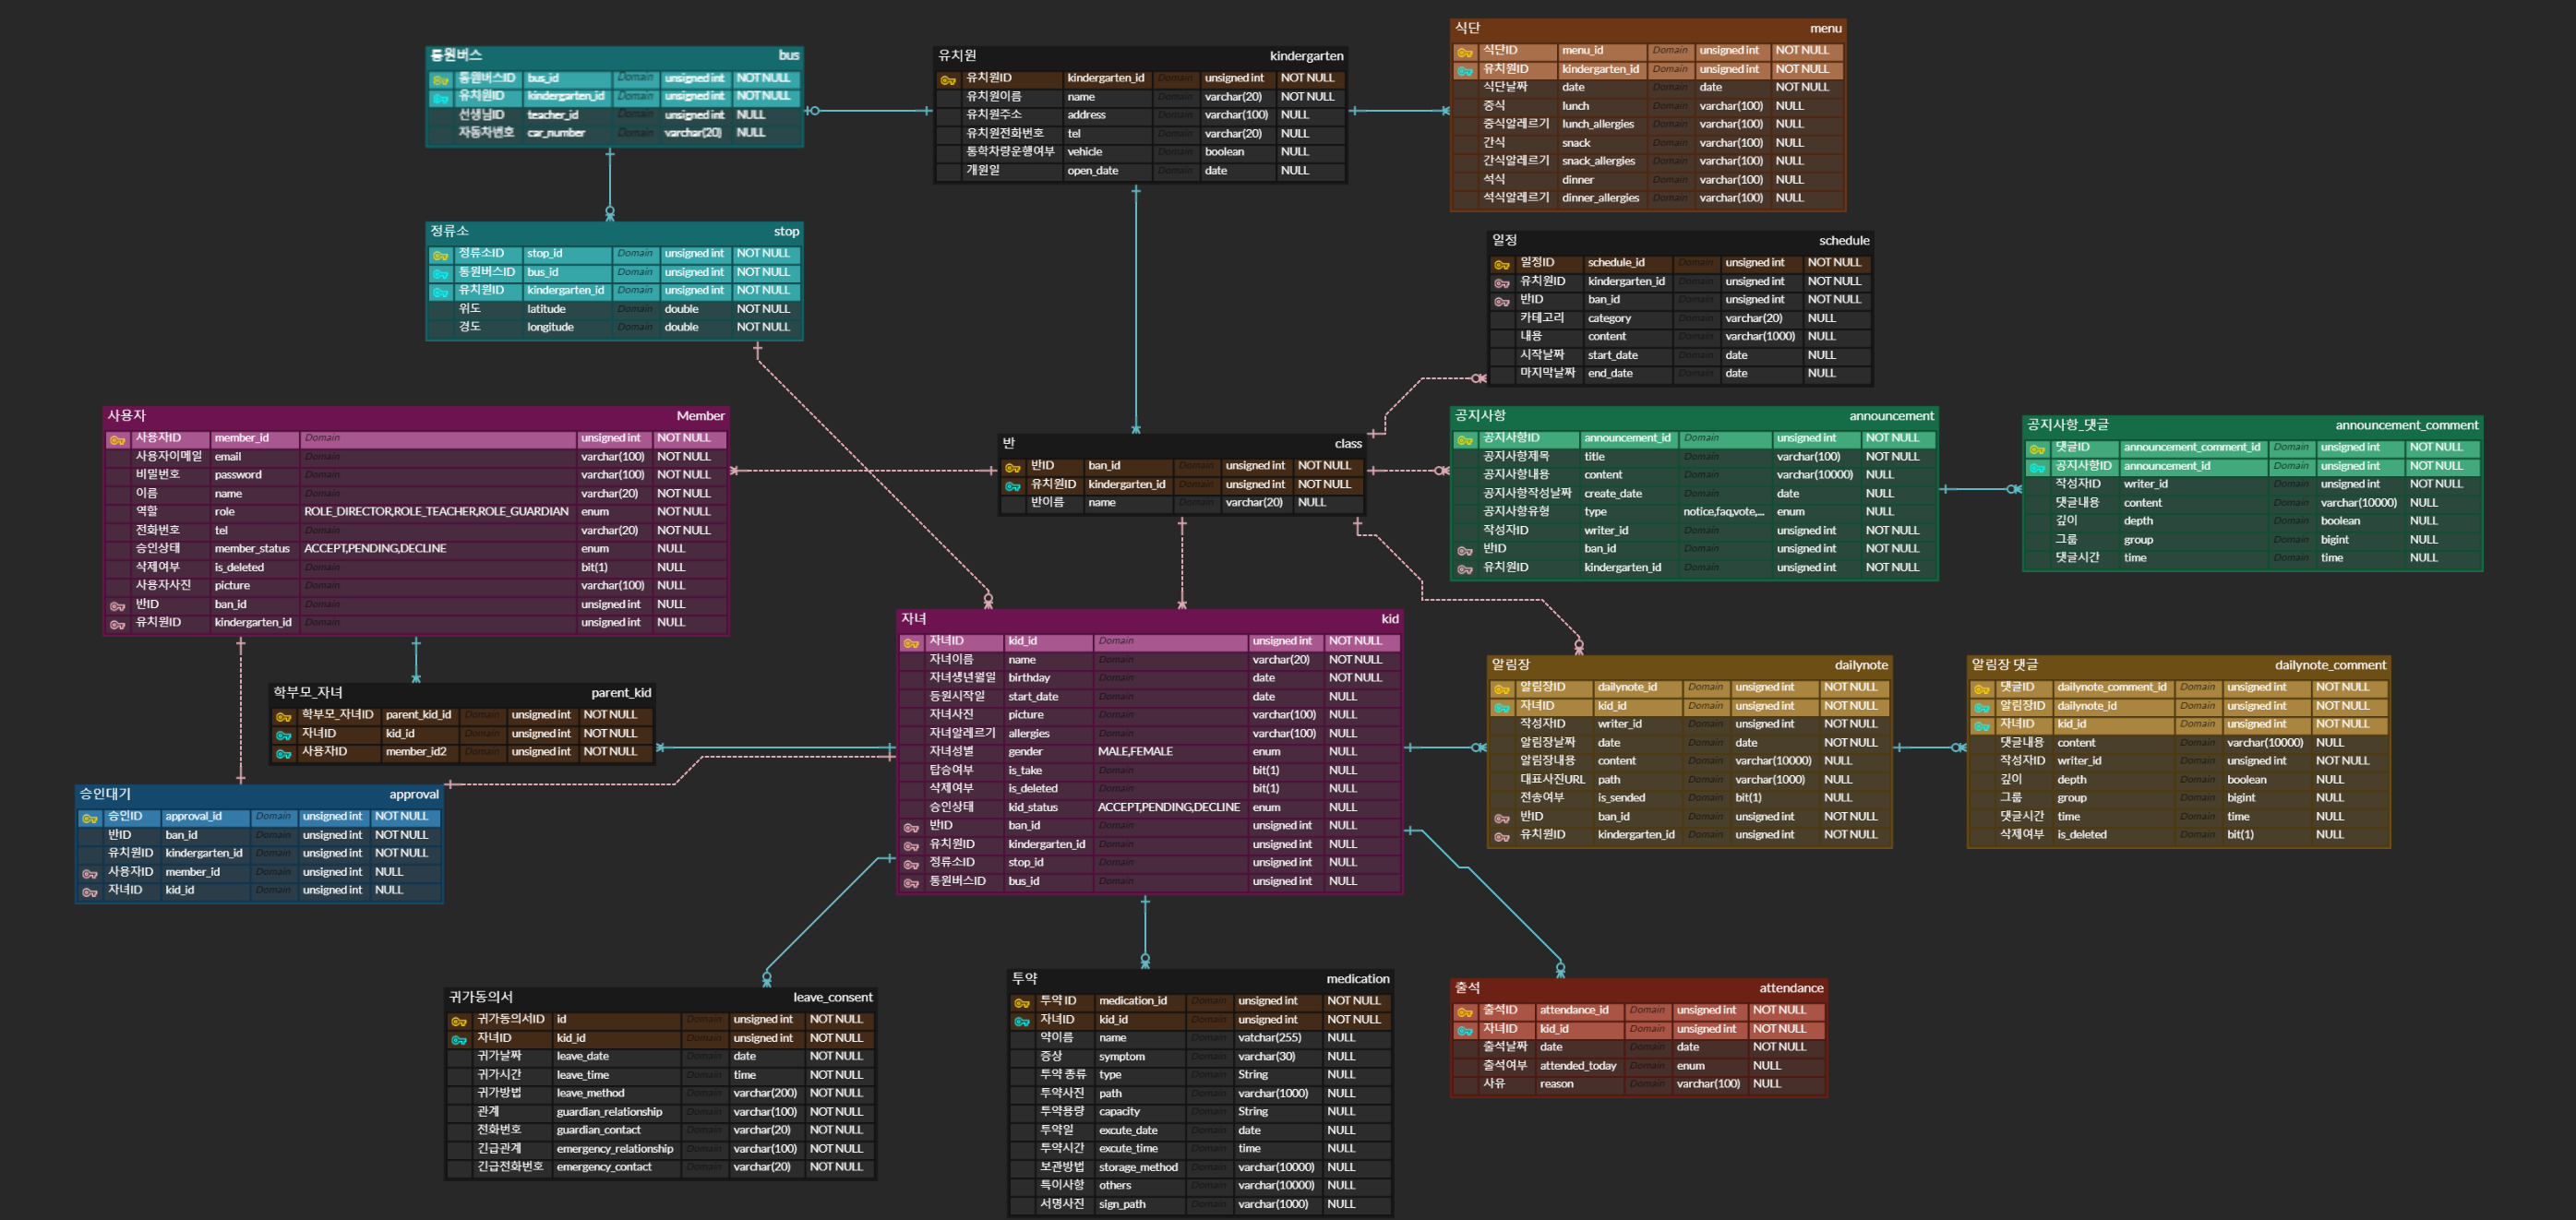 통원버스 bus
통원버스ID bus_id Domain unsigned int NOT NULL
유치원ID kindergarten_id Domain unsigned int NOT NULL
선생님ID teacher_id Domain unsigned int NULL
자동차번호 car_number Domain varchar(20) NULL
유치원 kindergarten
유치원ID kindergarten_id Domain unsigned int NOT NULL
유치원이름 name Domain varchar(20) NOT NULL
유치원주소 address Domain varchar(100) NULL
유치원전화번호 tel Domain varchar(20) NULL
통학차량운행여부 vehicle Domain boolean NULL
개원일 open_date Domain date NULL
식단 menu
식단ID menu_id Domain unsigned int NOT NULL
유치원ID kindergarten_id Domain unsigned int NOT NULL
식단날짜 date Domain date NOT NULL
중식 lunch Domain varchar(100) NULL
중식알레르기 lunch_allergies Domain varchar(100) NULL
간식 snack Domain varchar(100) NULL
간식알레르기 snack_allergies Domain varchar(100) NULL
석식 dinner Domain varchar(100) NULL
석식알레르기 dinner_allergies Domain varchar(100) NULL
정류소 stop
정류소ID stop_id Domain unsigned int NOT NULL
통원버스ID bus_id Domain unsigned int NOT NULL
유치원ID kindergarten_id Domain unsigned int NOT NULL
위도 latitude Domain double NOT NULL
경도 longitude Domain double NOT NULL
일정 schedule
일정ID schedule_id Domain unsigned int NOT NULL
유치원ID kindergarten_id Domain unsigned int NOT NULL
반ID ban_id Domain unsigned int NOT NULL
카테고리 category Domain varchar(20) NULL
내용 content Domain varchar(1000) NULL
시작날짜 start_date Domain date NULL
마지막날짜 end_date Domain date NULL
사용자 Member
사용자ID member_id Domain unsigned int NOT NULL
사용자이메일 email Domain varchar(100) NOT NULL
비밀번호 password Domain varchar(100) NOT NULL
이름 name Domain varchar(20) NOT NULL
역할 role ROLE_DIRECTOR,ROLE_TEACHER,ROLE_GUARDIAN enum NOT NULL
전화번호 tel Domain varchar(20) NOT NULL
승인상태 member_status ACCEPT,PENDING,DECLINE enum NULL
삭제여부 is_deleted Domain bit(1) NULL
사용자사진 picture Domain varchar(100) NULL
반ID ban_id Domain unsigned int NULL
유치원ID kindergarten_id Domain unsigned int NULL
반 class
반ID ban_id Domain unsigned int NOT NULL
유치원ID kindergarten_id Domain unsigned int NOT NULL
반이름 name Domain varchar(20) NULL
공지사항 announcement
공지사항ID announcement_id Domain unsigned int NOT NULL
공지사항제목 title Domain varchar(100) NOT NULL
공지사항내용 content Domain varchar(10000) NULL
공지사항작성날짜 create_date Domain date NULL
공지사항유형 type notice,faq,vote,... enum NULL
작성자ID writer_id Domain unsigned int NOT NULL
반ID ban_id Domain unsigned int NOT NULL
유치원ID kindergarten_id Domain unsigned int NOT NULL
공지사항_댓글 announcement_comment
댓글ID announcement_comment_id Domain unsigned int NOT NULL
공지사항ID announcement_id Domain unsigned int NOT NULL
작성자ID writer_id Domain unsigned int NOT NULL
댓글내용 content Domain varchar(10000) NULL
깊이 depth Domain boolean NULL
그룹 group Domain bigint NULL
댓글시간 time Domain time NULL
학부모_자녀 parent_kid
학부모_자녀ID parent_kid_id Domain unsigned int NOT NULL
자녀ID kid_id Domain unsigned int NOT NULL
사용자ID member_id2 Domain unsigned int NOT NULL
승인대기 approval
승인ID approval_id Domain unsigned int NOT NULL
반ID ban_id Domain unsigned int NOT NULL
유치원ID kindergarten_id Domain unsigned int NOT NULL
사용자ID member_id Domain unsigned int NULL
자녀ID kid_id Domain unsigned int NULL
자녀 kid
자녀ID kid_id Domain unsigned int NOT NULL
자녀이름 name Domain varchar(20) NOT NULL
자녀생년월일 birthday Domain date NOT NULL
등원시작일 start_date Domain date NULL
자녀사진 picture Domain varchar(100) NULL
자녀알레르기 allergies Domain varchar(100) NULL
자녀성별 gender MALE,FEMALE enum NULL
탑승여부 is_take Domain bit(1) NULL
삭제여부 is_deleted Domain bit(1) NULL
승인상태 kid_status ACCEPT,PENDING,DECLINE enum NULL
반ID ban_id Domain unsigned int NULL
유치원ID kindergarten_id Domain unsigned int NULL
정류소ID stop_id Domain unsigned int NULL
통원버스ID bus_id Domain unsigned int NULL
알림장 dailynote
알림장ID dailynote_id Domain unsigned int NOT NULL
자녀ID kid_id Domain unsigned int NOT NULL
작성자ID writer_id Domain unsigned int NOT NULL
알림장날짜 date Domain date NOT NULL
알림장내용 content Domain varchar(10000) NULL
대표사진URL path Domain varchar(1000) NULL
전송여부 is_sended Domain bit(1) NULL
반ID ban_id Domain unsigned int NOT NULL
유치원ID kindergarten_id Domain unsigned int NOT NULL
알림장 댓글 dailynote_comment
댓글ID dailynote_comment_id Domain unsigned int NOT NULL
알림장ID dailynote_id Domain unsigned int NOT NULL
자녀ID kid_id Domain unsigned int NOT NULL
댓글내용 content Domain varchar(10000) NULL
작성자ID writer_id Domain unsigned int NOT NULL
깊이 depth Domain boolean NULL
그룹 group Domain bigint NULL
댓글시간 time Domain time NULL
삭제여부 is_deleted Domain bit(1) NULL
귀가동의서 leave_consent
귀가동의서ID id Domain unsigned int NOT NULL
자녀ID kid_id Domain unsigned int NOT NULL
귀가날짜 leave_date Domain date NOT NULL
귀가시간 leave_time Domain time NOT NULL
귀가방법 leave_method Domain varchar(200) NOT NULL
관계 guardian_relationship Domain varchar(100) NOT NULL
전화번호 guardian_contact Domain varchar(20) NOT NULL
긴급관계 emergency_relationship Domain varchar(100) NOT NULL
긴급전화번호 emergency_contact Domain varchar(20) NOT NULL
투약 medication
투약 ID medication_id Domain unsigned int NOT NULL
자녀ID kid_id Domain unsigned int NOT NULL
약이름 name Domain vatchar(255) NULL
증상 symptom Domain varchar(30) NULL
투약 종류 type Domain String NULL
투약사진 path Domain varchar(1000) NULL
투약용량 capacity Domain String NULL
투약일 excute_date Domain date NULL
투약시간 excute_time Domain time NULL
보관방법 storage_method Domain varchar(10000) NULL
특이사항 others Domain varchar(10000) NULL
서명사진 sign_path Domain varchar(1000) NULL
출석 attendance
출석ID attendance_id Domain unsigned int NOT NULL
자녀ID kid_id Domain unsigned int NOT NULL
출석날짜 date Domain date NOT NULL
출석여부 attended_today Domain enum NULL
사유 reason Domain varchar(100) NULL